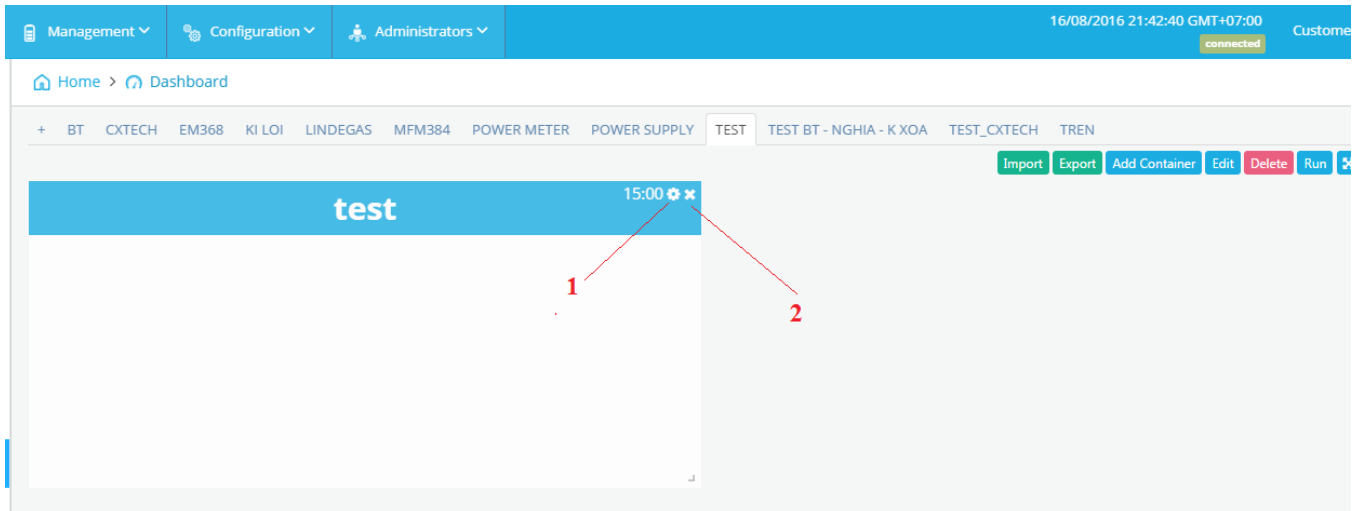 16/08/2016 21:42:40 GMT+07:00
Management Configuration Administrators Custome
connected
Home > Dashboard
+ BT CXTECH EM368 KI LOI LINDEGAS MFM384 POWER METER POWER SUPPLY TEST TEST BT - NGHIA - K XOA TEST_CXTECH TREN
Import Export Add Container Edit Delete Run
test 15:00
1
2